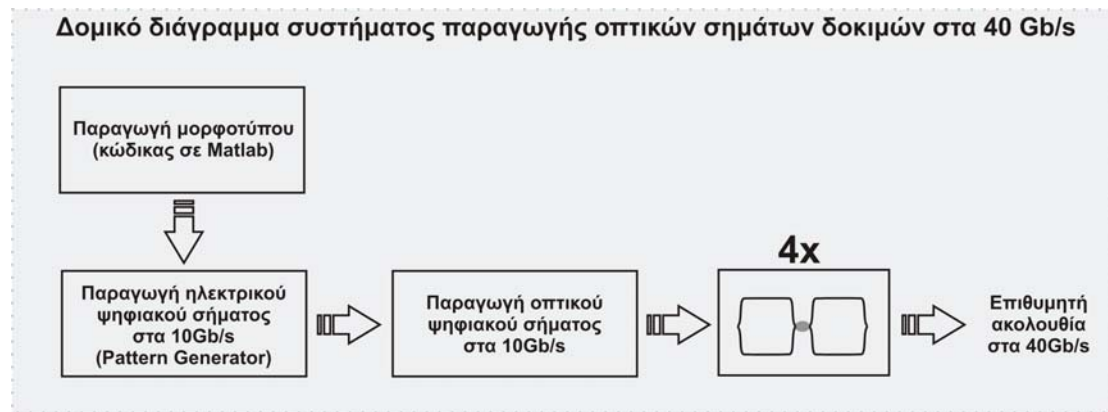 Δομικό διάγραμμα συστήματος παραγωγής οπτικών σημάτων δοκιμών στα 40 Gb/s
Παραγωγή μορφοτύπου
(κώδικας σε Matlab)
4x
Παραγωγή ηλεκτρικού
ψηφιακού σήματος
στα 10Gb/s
(Pattern Generator)
Παραγωγή οπτικού
ψηφιακού σήματος
στα 10Gb/s
Επιθυμητή
ακολουθία
στα 40Gb/s